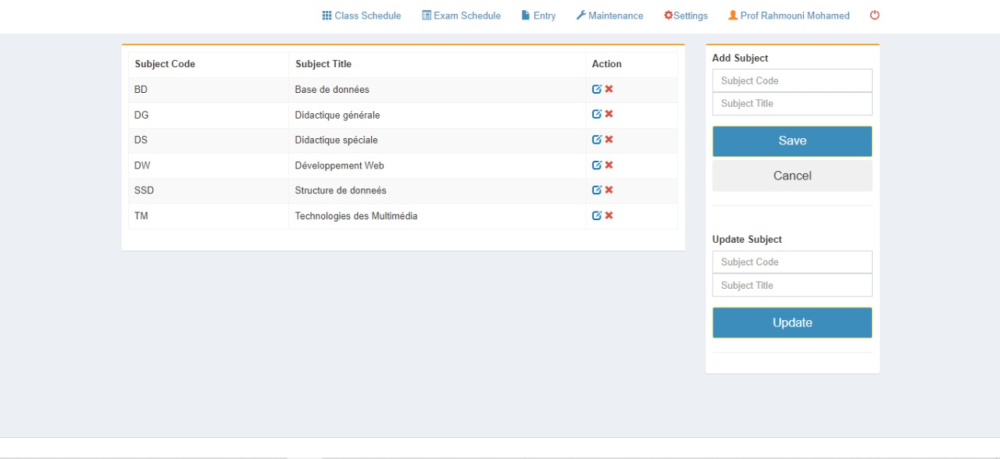 Class Schedule Exam Schedule Entry Maintenance Settings Prof Rahmouni Mohamed
Subject Code Subject Title Action
BD Base de données
DG Didactique générale
DS Didactique spéciale
DW Développement Web
SSD Structure de donneés
TM Technologies des Multimédia
Add Subject
Subject Code
Subject Title
Save
Cancel
Update Subject
Subject Code
Subject Title
Update